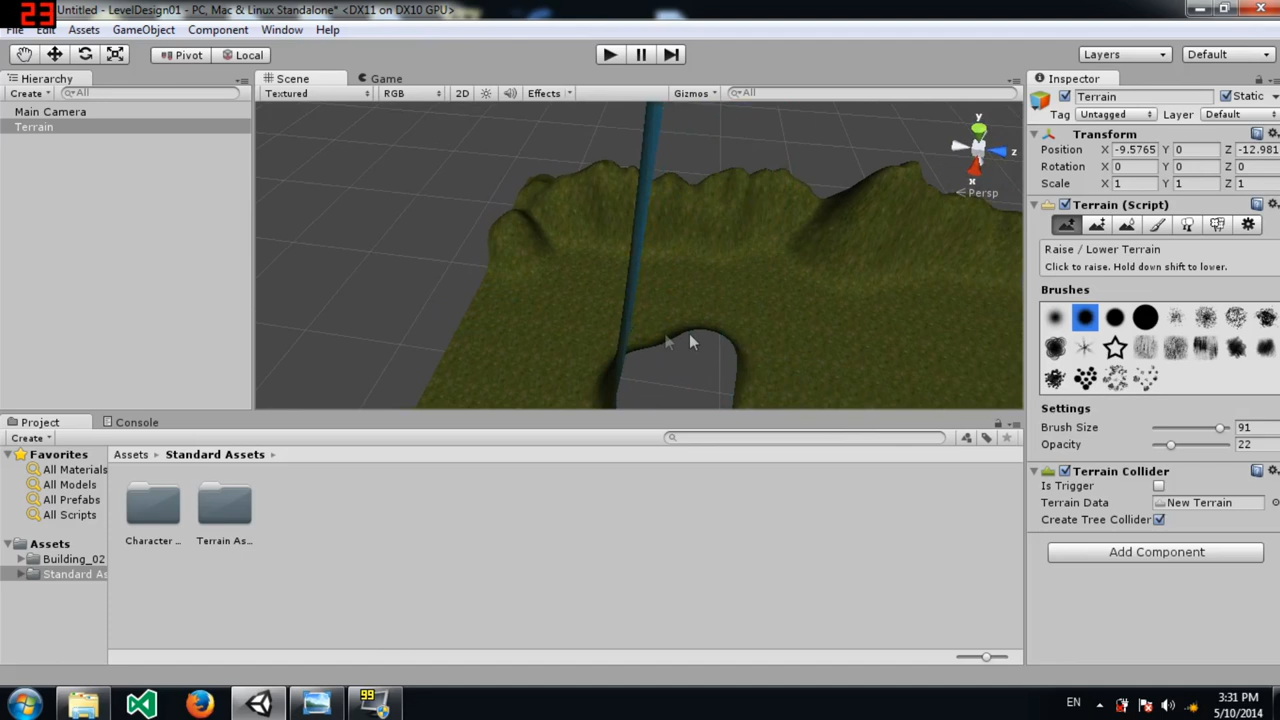 23
Untitled - LevelDesign01 - PC, Mac & Linux Standalone* <DX11 on DX10 GPU>
File Edit Assets GameObject Component Window Help
Pivot Local Layers Default
Hierarchy
Create All
Main Camera
Terrain
Scene Game
Textured RGB 2D Effects Gizmos All
y
z
x
Persp
Inspector
Terrain Static
Tag Untagged Layer Default
Transform
Position X -9.5765 Y 0 Z -12.981
Rotation X 0 Y 0 Z 0
Scale X 1 Y 1 Z 1
Terrain (Script)
Raise / Lower Terrain
Click to raise. Hold down shift to lower.
Brushes
Settings
Brush Size 91
Opacity 22
Terrain Collider
Is Trigger
Terrain Data New Terrain
Create Tree Collider
Add Component
Project Console
Create
Favorites
All Materials
All Models
All Prefabs
All Scripts
Assets
Building_02
Standard As
Assets Standard Assets
Character ... Terrain As...
99
EN
3:31 PM
5/10/2014